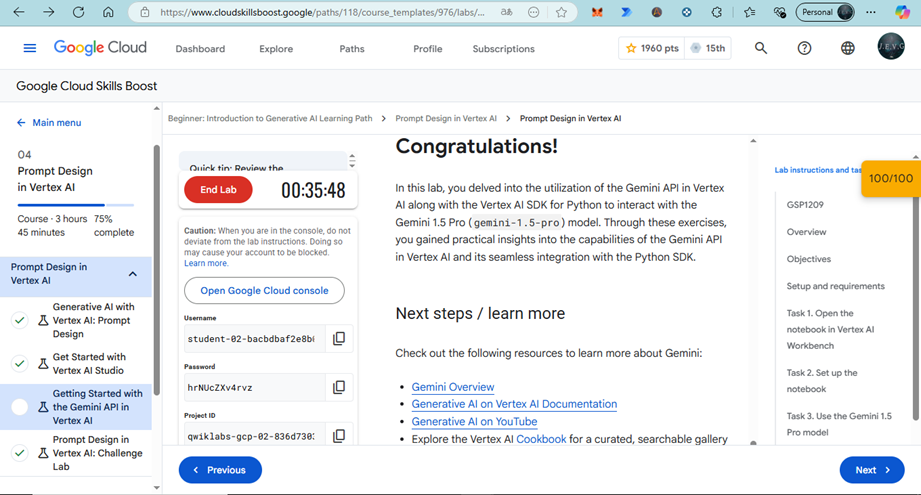 https://www.cloudskillsboost.google/paths/118/course_templates/976/labs/...
Personal
Google Cloud
Dashboard
Explore
Paths
Profile
Subscriptions
1960 pts
15th
J.E.V.G
Google Cloud Skills Boost
Main menu
04
Prompt Design
in Vertex AI
Course · 3 hours
45 minutes
75%
complete
Prompt Design in
Vertex AI
Generative AI with
Vertex AI: Prompt
Design
Get Started with
Vertex AI Studio
Getting Started with
the Gemini API in
Vertex AI
Prompt Design in
Vertex AI: Challenge
Lab
Beginner: Introduction to Generative AI Learning Path > Prompt Design in Vertex AI > Prompt Design in Vertex AI
Quick tip: Review the
End Lab
00:35:48
Caution: When you are in the console, do not
deviate from the lab instructions. Doing so
may cause your account to be blocked.
Learn more.
Open Google Cloud console
Username
student-02-bacbdbaf2e8b
Password
hrNUcZXv4rvz
Project ID
qwiklabs-gcp-02-836d730
Congratulations!
In this lab, you delved into the utilization of the Gemini API in Vertex
AI along with the Vertex AI SDK for Python to interact with the
Gemini 1.5 Pro (gemini-1.5-pro) model. Through these exercises,
you gained practical insights into the capabilities of the Gemini API
in Vertex AI and its seamless integration with the Python SDK.
Next steps / learn more
Check out the following resources to learn more about Gemini:
• Gemini Overview
• Generative AI on Vertex AI Documentation
• Generative AI on YouTube
• Explore the Vertex AI Cookbook for a curated, searchable gallery
Lab instructions and tas
100/100
GSP1209
Overview
Objectives
Setup and requirements
Task 1. Open the
notebook in Vertex AI
Workbench
Task 2. Set up the
notebook
Task 3. Use the Gemini 1.5
Pro model
Previous
Next